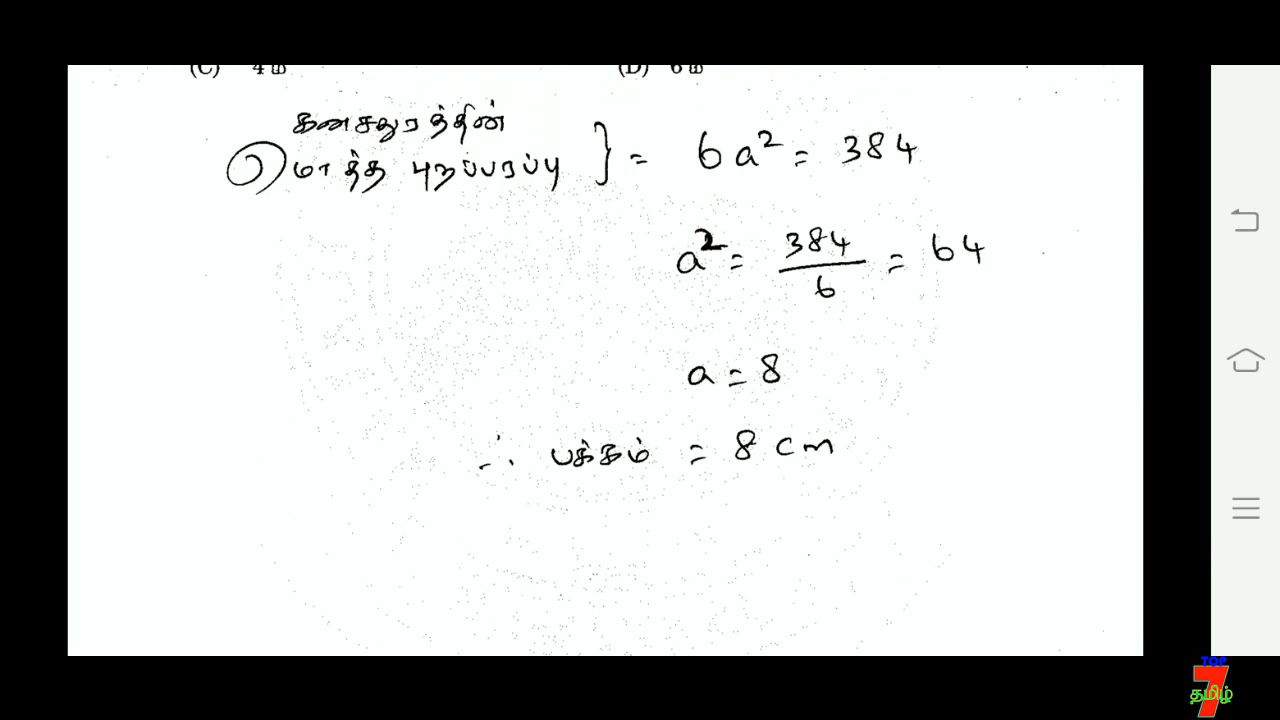 (C) 4 மீ (D) 6 மீ
கனசதுரத்தின்
மொத்த புறப்பரப்பு } = 6a² = 384
a² = 384/6 = 64
a = 8
∴ பக்கம் = 8 cm
TOP
7
தமிழ்